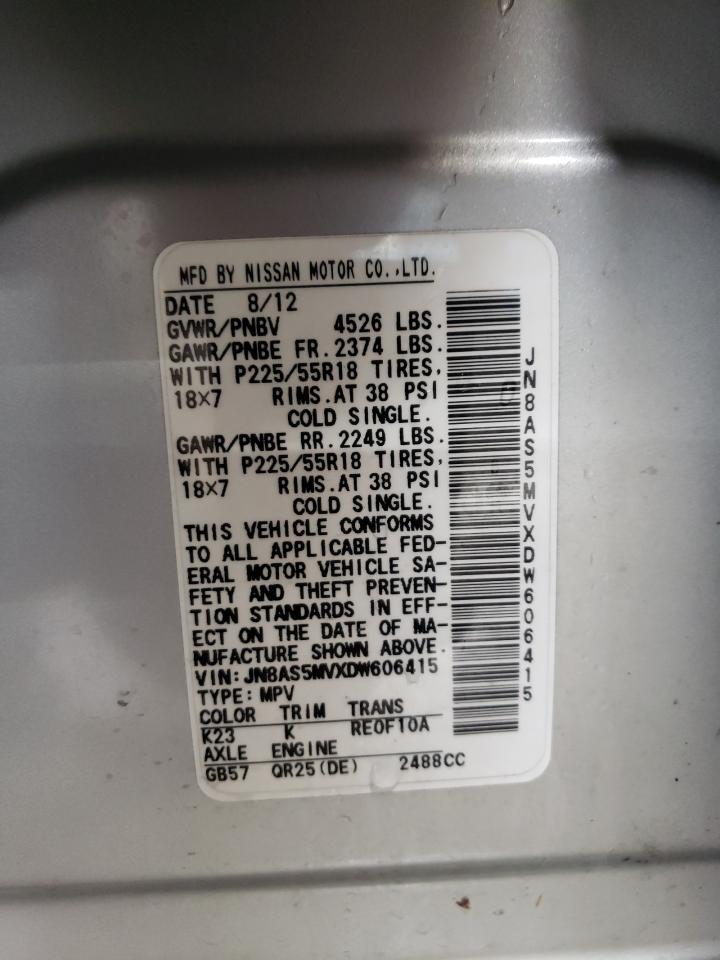 MFD BY NISSAN MOTOR CO.,LTD.
DATE 8/12
GVWR/PNBV 4526 LBS.
GAWR/PNBE FR.2374 LBS.
WITH P225/55R18 TIRES,
18×7 RIMS.AT 38 PSI
COLD SINGLE.
GAWR/PNBE RR.2249 LBS.
WITH P225/55R18 TIRES,
18×7 RIMS.AT 38 PSI
COLD SINGLE.
THIS VEHICLE CONFORMS
TO ALL APPLICABLE FED-
ERAL MOTOR VEHICLE SA-
FETY AND THEFT PREVEN-
TION STANDARDS IN EFF-
ECT ON THE DATE OF MA-
NUFACTURE SHOWN ABOVE.
VIN: JN8AS5MVXDW606415
TYPE: MPV
COLOR TRIM TRANS
K23 K RE0F10A
AXLE ENGINE
GB57 QR25(DE) 2488CC
JN8AS5MVXDW606415